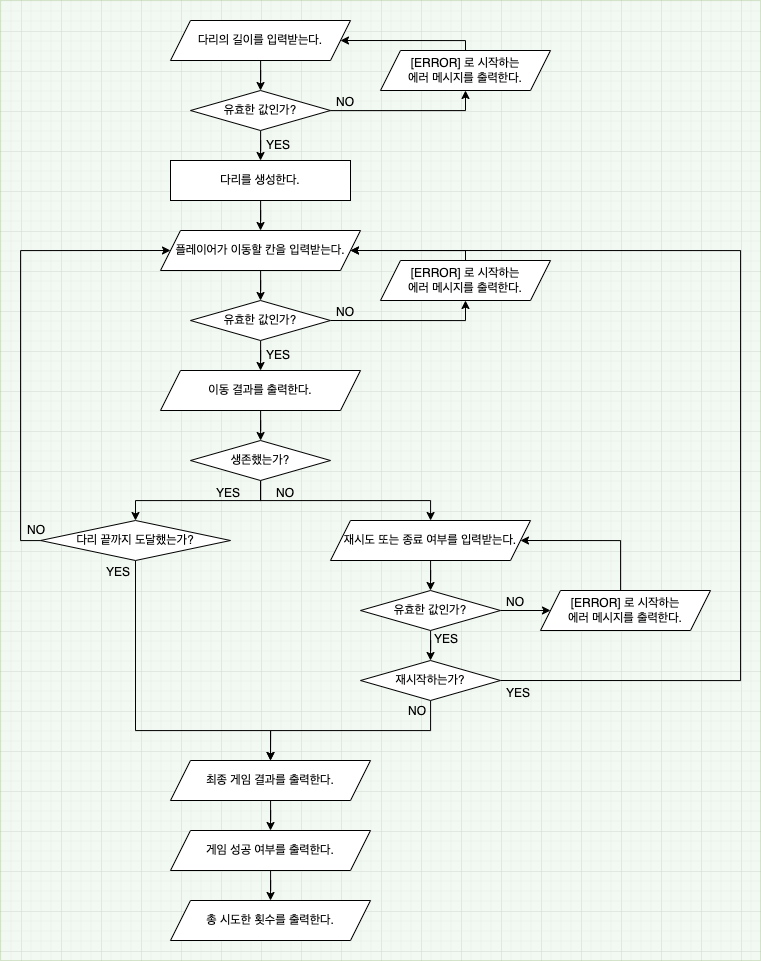 다리의 길이를 입력받는다.
[ERROR] 로 시작하는
에러 메시지를 출력한다.
유효한 값인가?
NO
YES
다리를 생성한다.
플레이어가 이동할 칸을 입력받는다.
[ERROR] 로 시작하는
에러 메시지를 출력한다.
유효한 값인가?
NO
YES
이동 결과를 출력한다.
생존했는가?
YES
NO
NO
다리 끝까지 도달했는가?
YES
재시도 또는 종료 여부를 입력받는다.
유효한 값인가?
NO
[ERROR] 로 시작하는
에러 메시지를 출력한다.
YES
재시작하는가?
YES
NO
최종 게임 결과를 출력한다.
게임 성공 여부를 출력한다.
총 시도한 횟수를 출력한다.